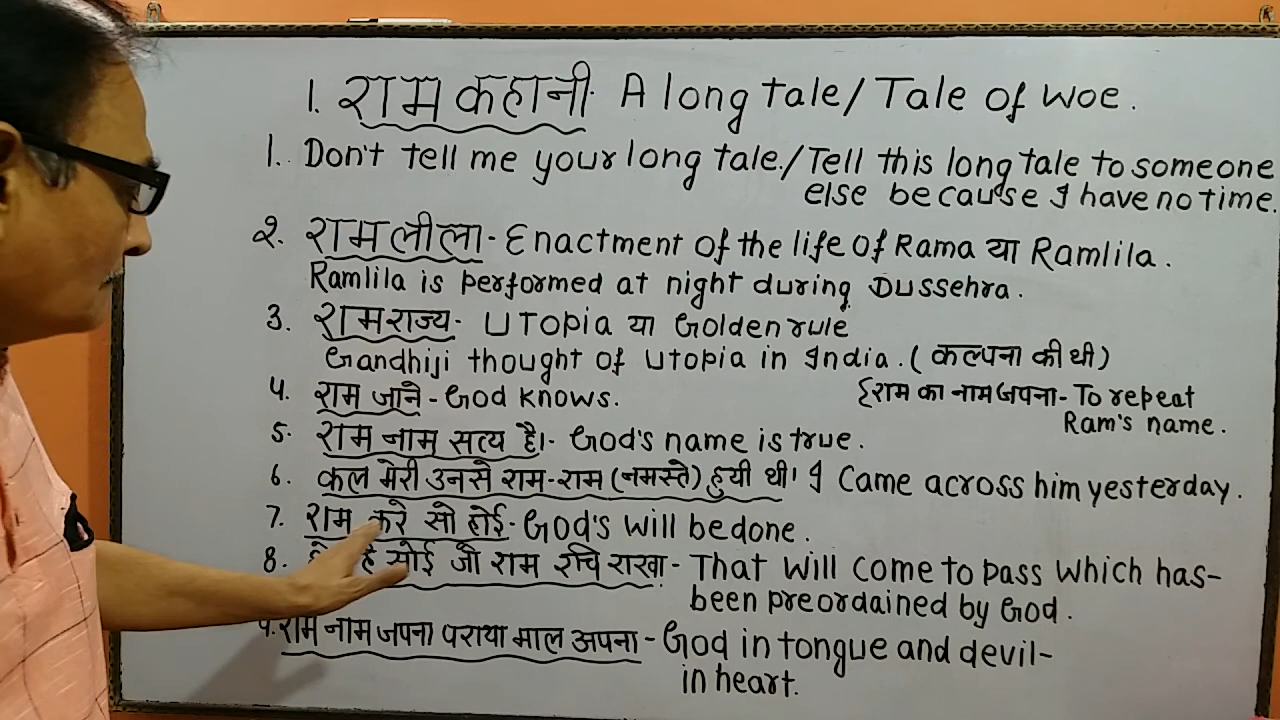 1. राम कहानी- A long tale/Tale of woe.
1.. Don't tell me your long tale./Tell this long tale to someone
else because I have no time.
२. रामलीला- Enactment of the life of Rama या Ramlila.
Ramlila is performed at night during Dussehra.
3. रामराज्य- Utopia या Golden rule
Gandhiji thought of Utopia in India. (कल्पना की थी)
4. राम जाने - God knows.
{राम का नाम जपना- To repeat
Ram's name.
5. राम नाम सत्य है।- God's name is true.
6. कल मेरी उनसे राम-राम (नमस्ते) हुयी थी। I Came across him yesterday.
7. राम करे सो होई- God's will be done.
8. है सोई जो राम रचि राखा- That will come to pass which has-
been preordained by God.
९. राम नाम जपना पराया माल अपना- God in tongue and devil-
in heart.